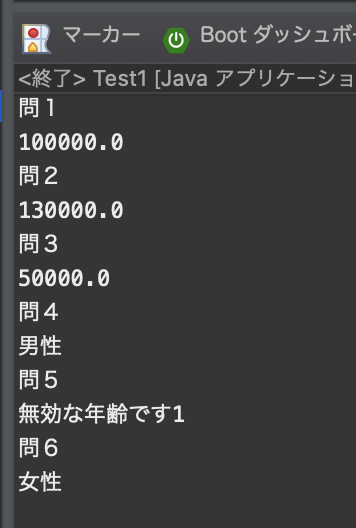 マーカー Boot ダッシュボー
<終了> Test1 [Java アプリケーショ
問１
100000.0
問２
130000.0
問３
50000.0
問４
男性
問５
無効な年齢です1
問６
女性